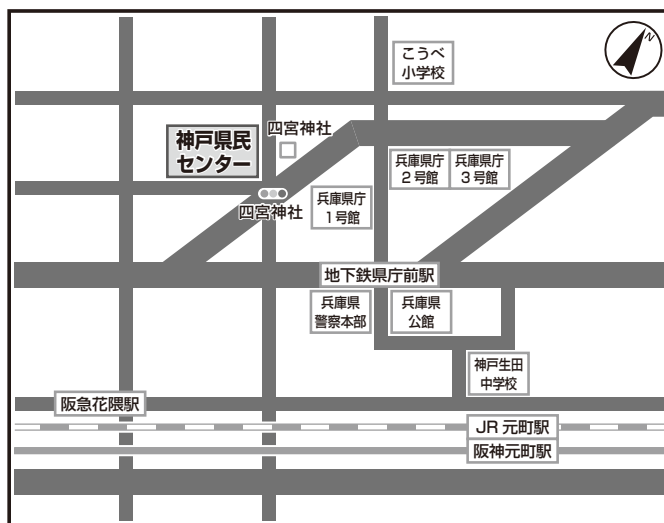 こうべ
小学校
N
四宮神社
神戸県民
センター
兵庫県庁
2号館
兵庫県庁
3号館
兵庫県庁
1号館
四宮神社
地下鉄県庁前駅
兵庫県
警察本部
兵庫県
公館
神戸生田
中学校
阪急花隈駅
JR 元町駅
阪神元町駅